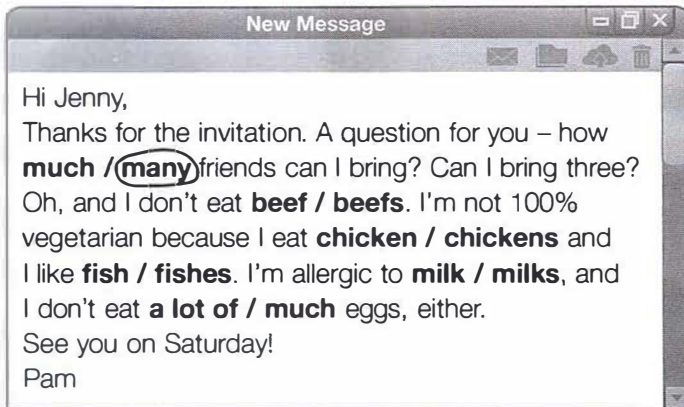 New Message
Hi Jenny,
Thanks for the invitation. A question for you – how
much / many friends can I bring? Can I bring three?
Oh, and I don't eat beef / beefs. I'm not 100%
vegetarian because I eat chicken / chickens and
I like fish / fishes. I'm allergic to milk / milks, and
I don't eat a lot of / much eggs, either.
See you on Saturday!
Pam